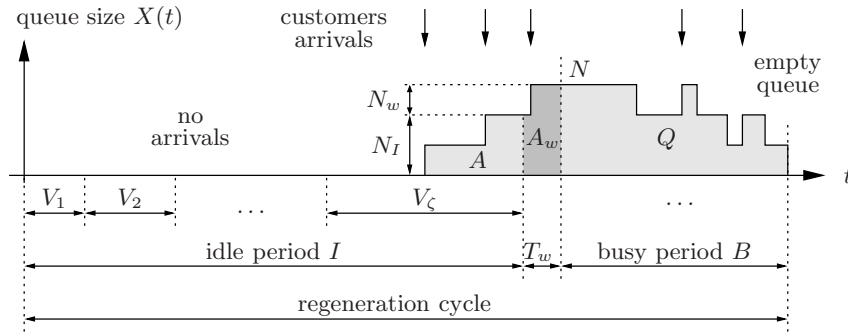 queue size X(t)
customers
arrivals
empty
queue
no
arrivals
N
N_w
N_I
A
A_w
Q
t
V_1
V_2
...
V_ζ
...
idle period I
T_w
busy period B
regeneration cycle